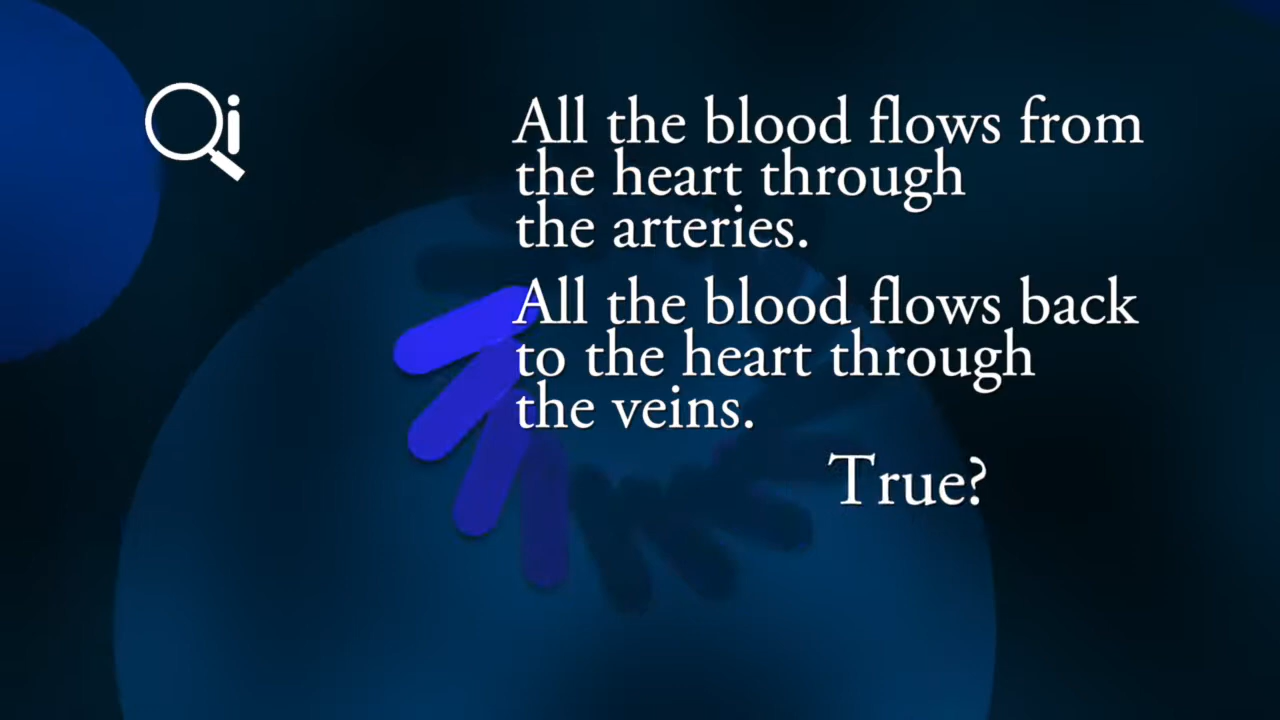 Qi
All the blood flows from
the heart through
the arteries.
All the blood flows back
to the heart through
the veins.
True?